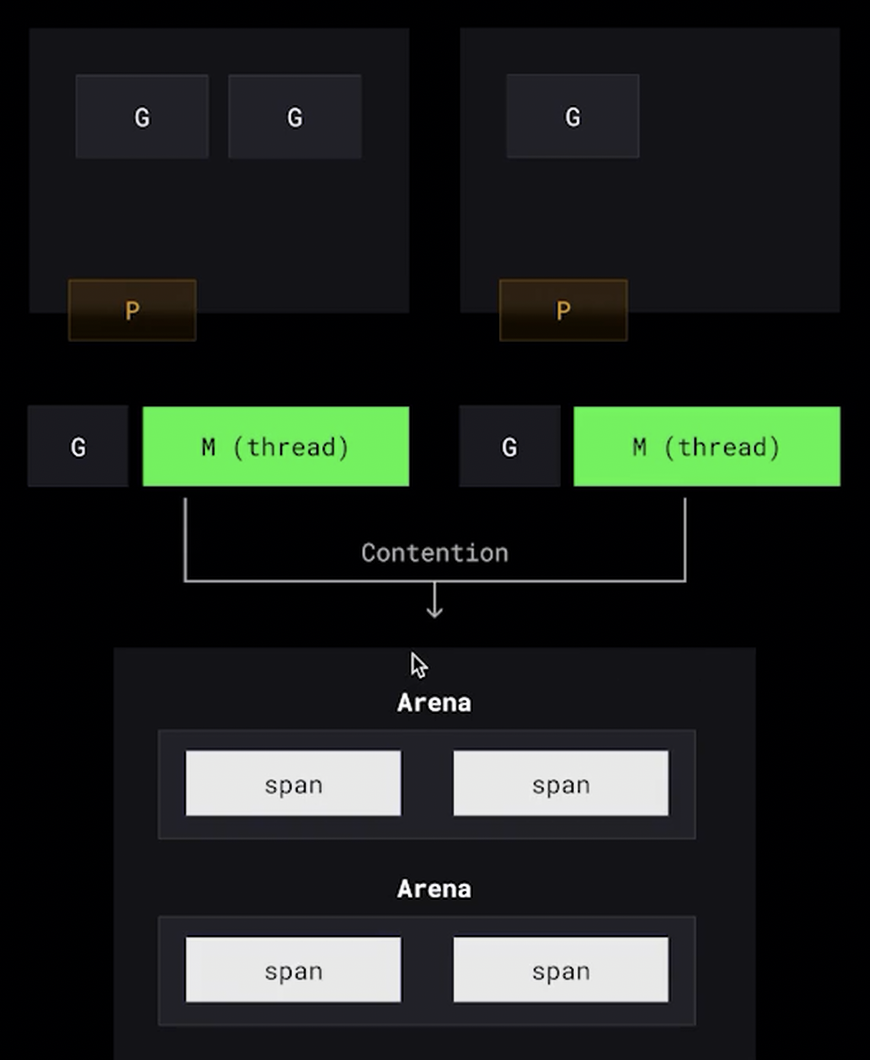 G
G
G
P
P
G
M (thread)
G
M (thread)
Contention
Arena
span
span
Arena
span
span